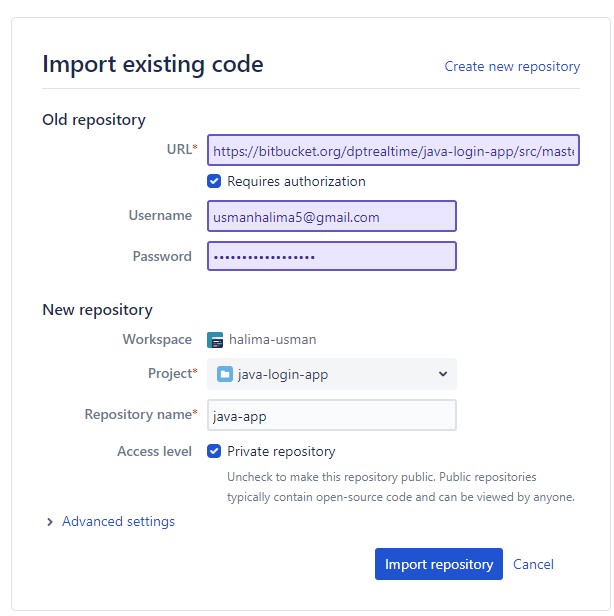 Import existing code
Create new repository
Old repository
URL*
https://bitbucket.org/dptrealtime/java-login-app/src/maste
Requires authorization
Username
usmanhalima5@gmail.com
Password
••••••••••••••••••
New repository
Workspace
halima-usman
Project*
java-login-app
Repository name*
java-app
Access level
Private repository
Uncheck to make this repository public. Public repositories
typically contain open-source code and can be viewed by anyone.
Advanced settings
Import repository
Cancel